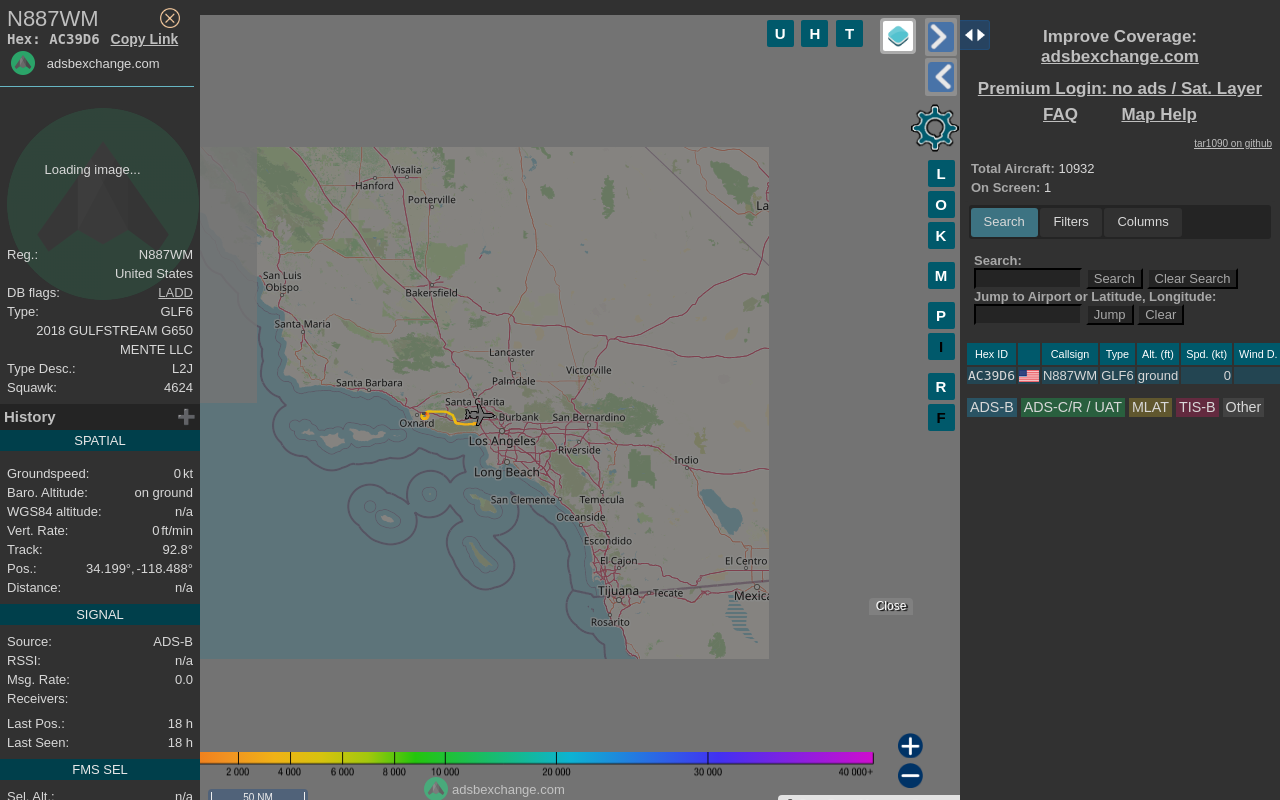 N887WM
Hex: AC39D6 Copy Link
adsbexchange.com
Loading image...
Reg.: N887WM
United States
DB flags: LADD
Type: GLF6
2018 GULFSTREAM G650
MENTE LLC
Type Desc.: L2J
Squawk: 4624
History
SPATIAL
Groundspeed: 0 kt
Baro. Altitude: on ground
WGS84 altitude: n/a
Vert. Rate: 0 ft/min
Track: 92.8°
Pos.: 34.199°, -118.488°
Distance: n/a
SIGNAL
Source: ADS-B
RSSI: n/a
Msg. Rate: 0.0
Receivers:
Last Pos.: 18 h
Last Seen: 18 h
FMS SEL
Sel. Alt.: n/a
U H T
L
O
K
M
P
I
R
F
Visalia
Hanford
Porterville
La
San Luis
Obispo
Bakersfield
Santa Maria
Lancaster
Victorville
Palmdale
Santa Barbara
Santa Clarita
Oxnard
Burbank
San Bernardino
Los Angeles
Riverside
Indio
Long Beach
San Clemente
Temecula
Oceanside
Escondido
El Cajon
El Centro
Tijuana
Tecate
Mexica
Rosarito
Close
2 000 4 000 6 000 8 000 10 000 20 000 30 000 40 000+
adsbexchange.com
50 NM
Improve Coverage:
adsbexchange.com
Premium Login: no ads / Sat. Layer
FAQ Map Help
tar1090 on github
Total Aircraft: 10932
On Screen: 1
Search Filters Columns
Search:
Search Clear Search
Jump to Airport or Latitude, Longitude:
Jump Clear
Hex ID Callsign Type Alt. (ft) Spd. (kt) Wind D.
AC39D6 N887WM GLF6 ground 0
ADS-B ADS-C/R / UAT MLAT TIS-B Other